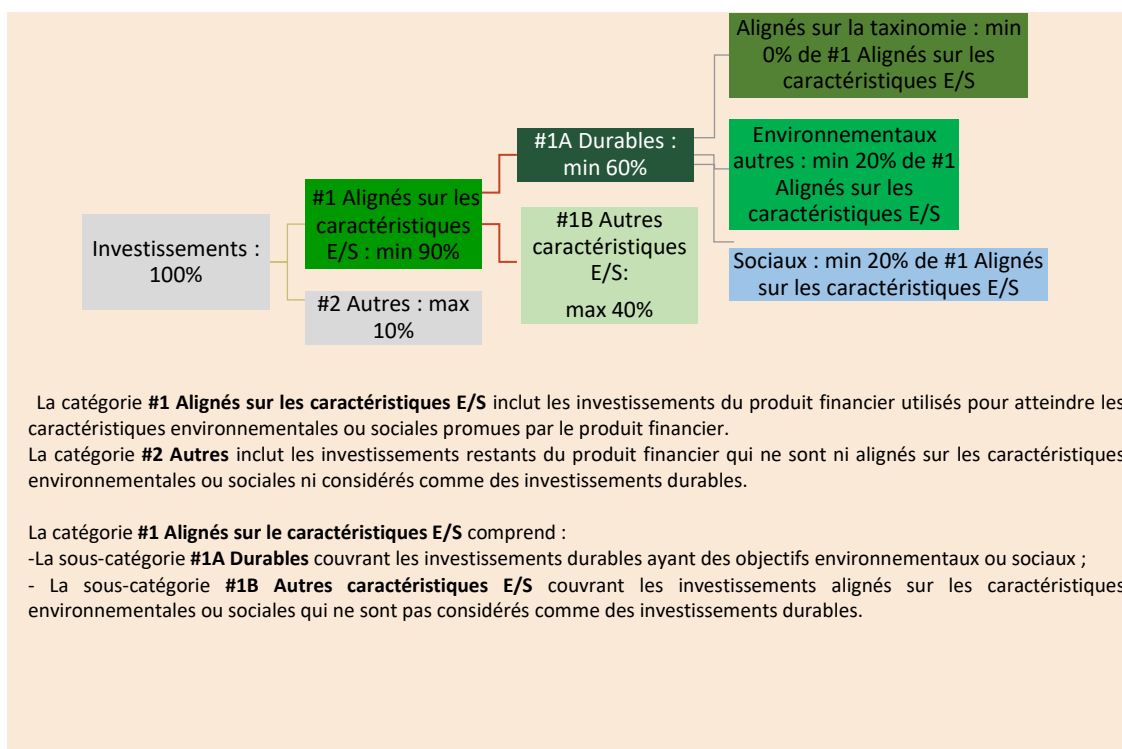 Investissements :
100%
#1 Alignés sur les
caractéristiques
E/S : min 90%
#2 Autres : max
10%
#1A Durables :
min 60%
#1B Autres
caractéristiques
E/S:
max 40%
Alignés sur la taxinomie : min
0% de #1 Alignés sur les
caractéristiques E/S
Environnementaux
autres : min 20% de #1
Alignés sur les
caractéristiques E/S
Sociaux : min 20% de #1 Alignés
sur les caractéristiques E/S
La catégorie #1 Alignés sur les caractéristiques E/S inclut les investissements du produit financier utilisés pour atteindre les
caractéristiques environnementales ou sociales promues par le produit financier.
La catégorie #2 Autres inclut les investissements restants du produit financier qui ne sont ni alignés sur les caractéristiques
environnementales ou sociales ni considérés comme des investissements durables.
La catégorie #1 Alignés sur le caractéristiques E/S comprend :
-La sous-catégorie #1A Durables couvrant les investissements durables ayant des objectifs environnementaux ou sociaux ;
- La sous-catégorie #1B Autres caractéristiques E/S couvrant les investissements alignés sur les caractéristiques
environnementales ou sociales qui ne sont pas considérés comme des investissements durables.